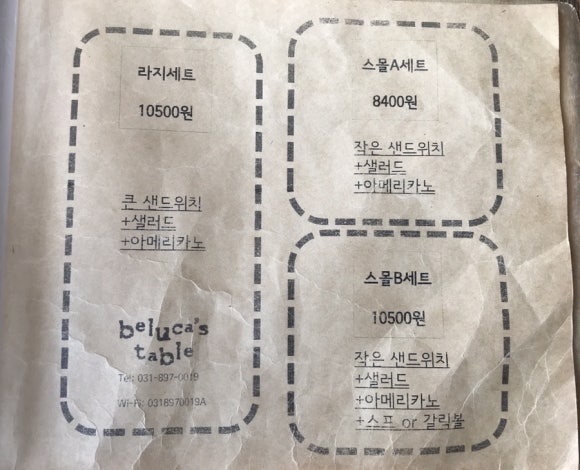 라지세트
10500원
큰 샌드위치
+샐러드
+아메리카노
beluca's
table
Tel: 031-897-0019
Wi-Fi: 0318970019A
스몰A세트
8400원
작은 샌드위치
+샐러드
+아메리카노
스몰B세트
10500원
작은 샌드위치
+샐러드
+아메리카노
+스프 or 갈릭볼